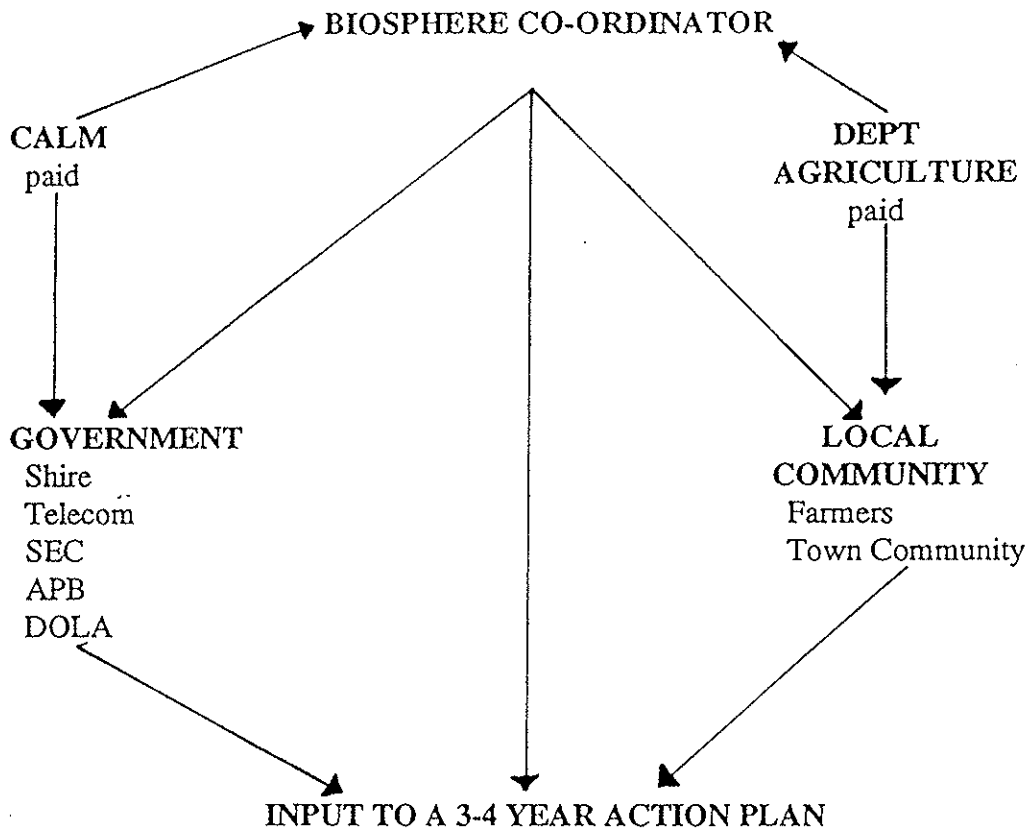 BIOSPHERE CO-ORDINATOR
CALM
paid
DEPT
AGRICULTURE
paid
GOVERNMENT
Shire
Telecom
SEC
APB
DOLA
LOCAL
COMMUNITY
Farmers
Town Community
INPUT TO A 3-4 YEAR ACTION PLAN